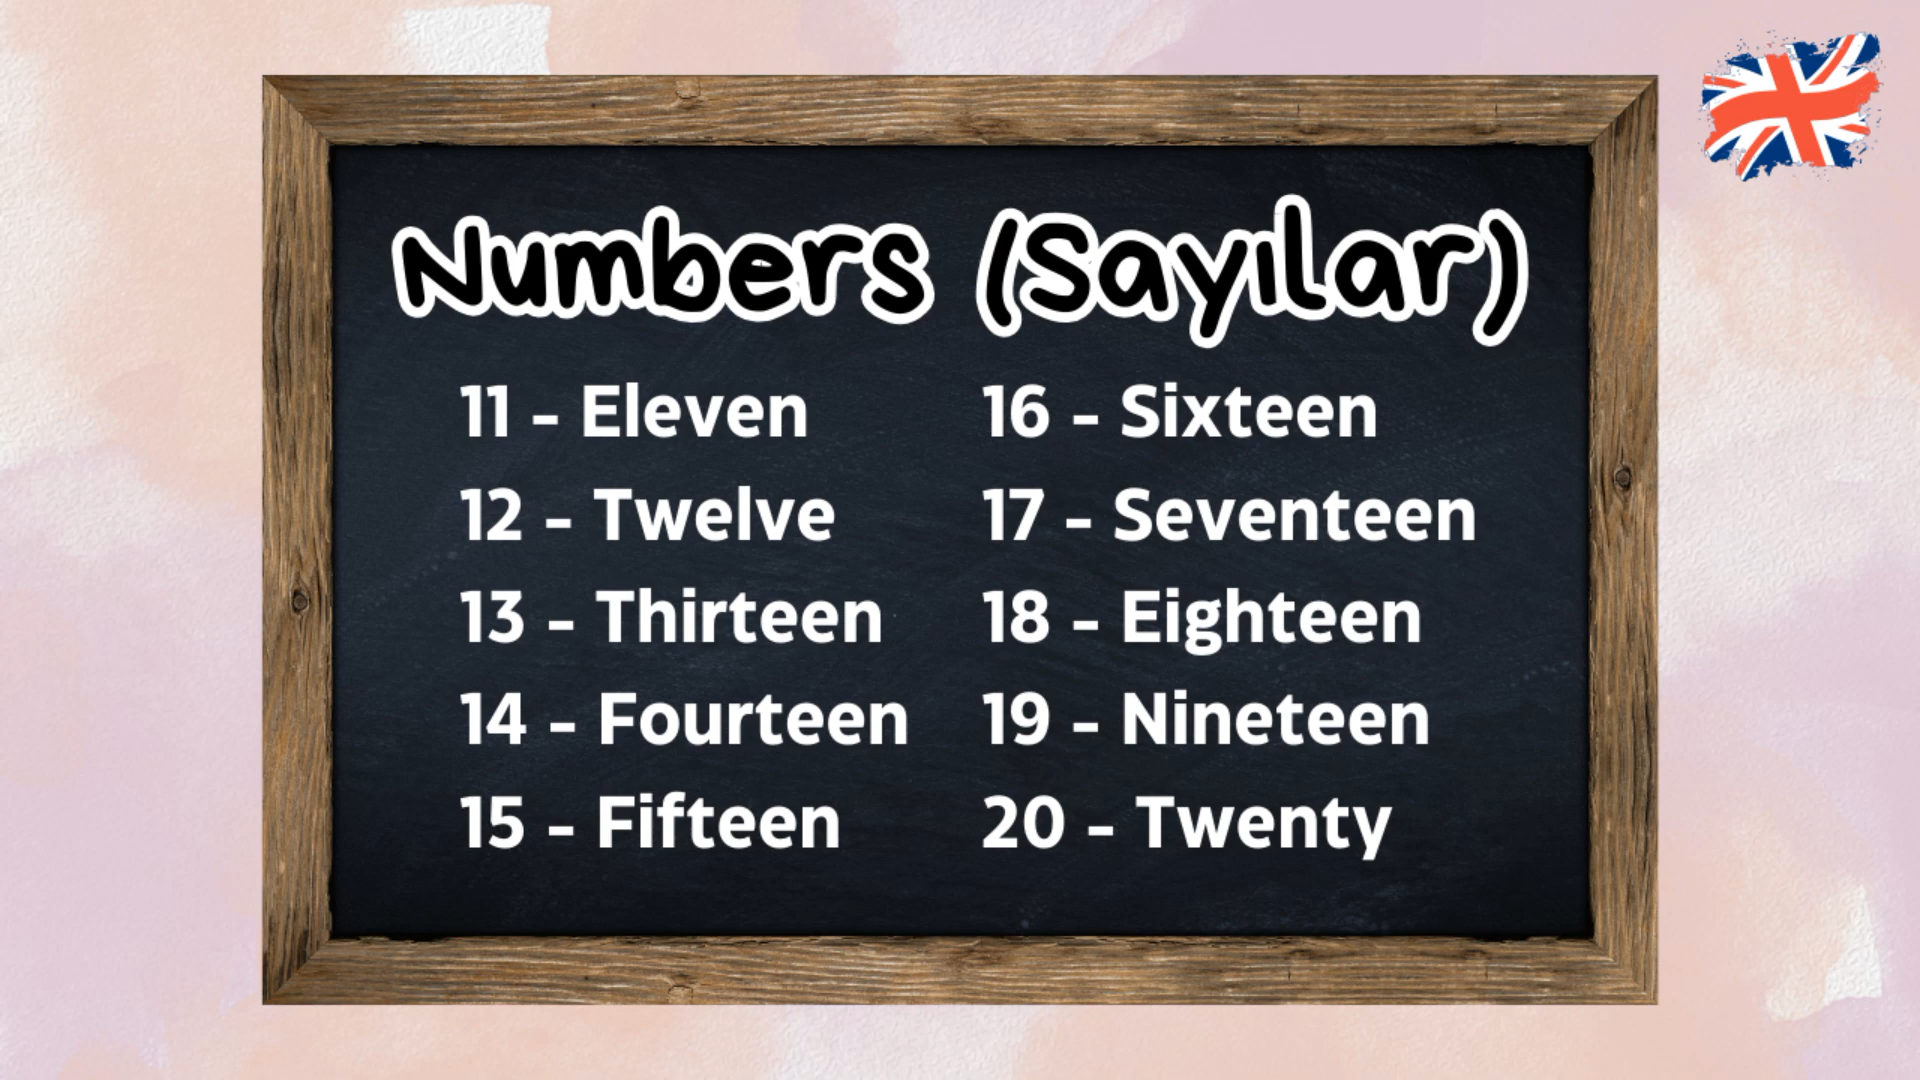 Numbers (Sayılar)
11 - Eleven
12 - Twelve
13 - Thirteen
14 - Fourteen
15 - Fifteen
16 - Sixteen
17 - Seventeen
18 - Eighteen
19 - Nineteen
20 - Twenty